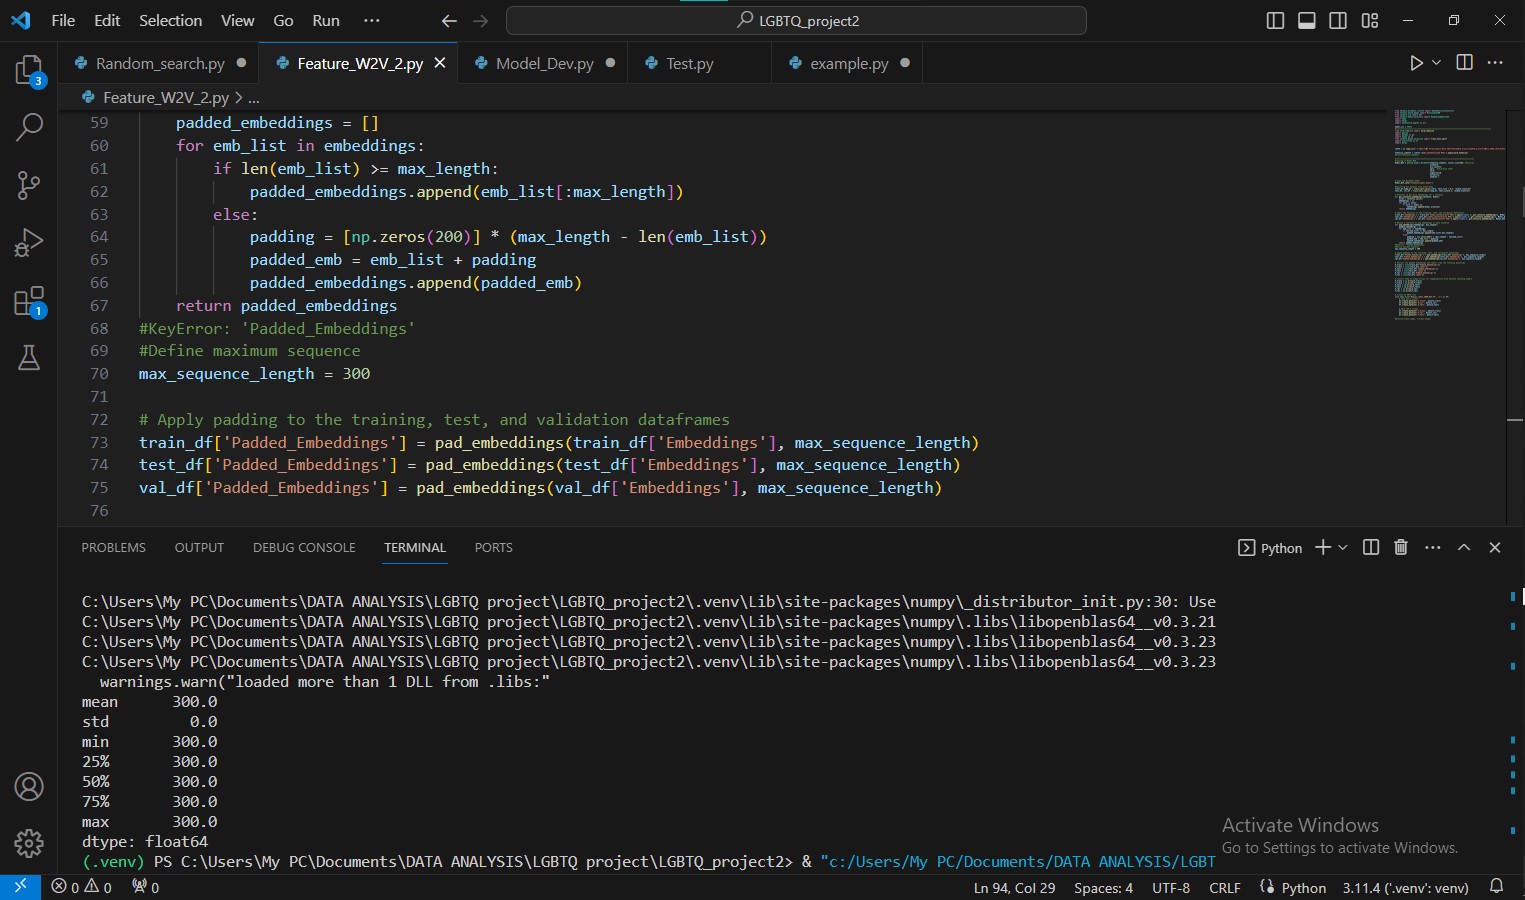 File Edit Selection View Go Run ··· LGBTQ_project2
Random_search.py Feature_W2V_2.py Model_Dev.py Test.py example.py
3
Feature_W2V_2.py > ...
59 padded_embeddings = []
60 for emb_list in embeddings:
61 if len(emb_list) >= max_length:
62 padded_embeddings.append(emb_list[:max_length])
63 else:
64 padding = [np.zeros(200)] * (max_length - len(emb_list))
65 padded_emb = emb_list + padding
66 padded_embeddings.append(padded_emb)
67 return padded_embeddings
1
68 #KeyError: 'Padded_Embeddings'
69 #Define maximum sequence
70 max_sequence_length = 300
71
72 # Apply padding to the training, test, and validation dataframes
73 train_df['Padded_Embeddings'] = pad_embeddings(train_df['Embeddings'], max_sequence_length)
74 test_df['Padded_Embeddings'] = pad_embeddings(test_df['Embeddings'], max_sequence_length)
75 val_df['Padded_Embeddings'] = pad_embeddings(val_df['Embeddings'], max_sequence_length)
76
PROBLEMS OUTPUT DEBUG CONSOLE TERMINAL PORTS Python
C:\Users\My PC\Documents\DATA ANALYSIS\LGBTQ project\LGBTQ_project2\.venv\Lib\site-packages\numpy\_distributor_init.py:30: Use
C:\Users\My PC\Documents\DATA ANALYSIS\LGBTQ project\LGBTQ_project2\.venv\Lib\site-packages\numpy\.libs\libopenblas64__v0.3.21
C:\Users\My PC\Documents\DATA ANALYSIS\LGBTQ project\LGBTQ_project2\.venv\Lib\site-packages\numpy\.libs\libopenblas64__v0.3.23
C:\Users\My PC\Documents\DATA ANALYSIS\LGBTQ project\LGBTQ_project2\.venv\Lib\site-packages\numpy\.libs\libopenblas64__v0.3.23
warnings.warn("loaded more than 1 DLL from .libs:"
mean 300.0
std 0.0
min 300.0
25% 300.0
50% 300.0
75% 300.0
max 300.0
dtype: float64
(.venv) PS C:\Users\My PC\Documents\DATA ANALYSIS\LGBTQ project\LGBTQ_project2> & "c:/Users/My PC/Documents/DATA ANALYSIS/LGBT
Activate Windows
Go to Settings to activate Windows.
0 0 0 Ln 94, Col 29 Spaces: 4 UTF-8 CRLF Python 3.11.4 ('.venv': venv)